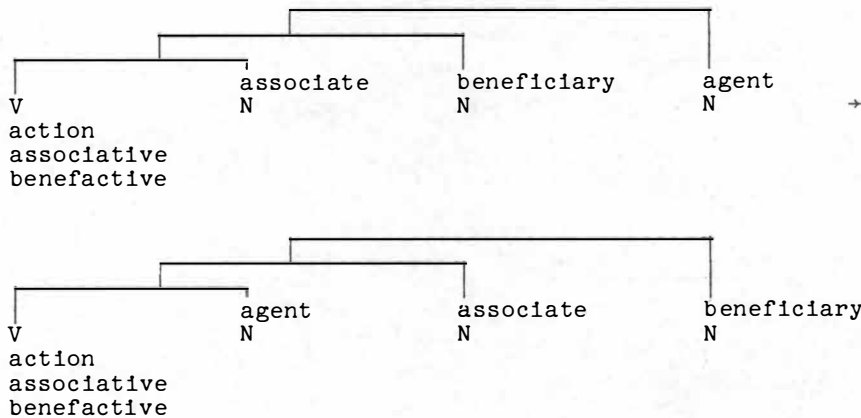 associate beneficiary agent
V N N N →
action
associative
benefactive
agent associate beneficiary
V N N N
action
associative
benefactive